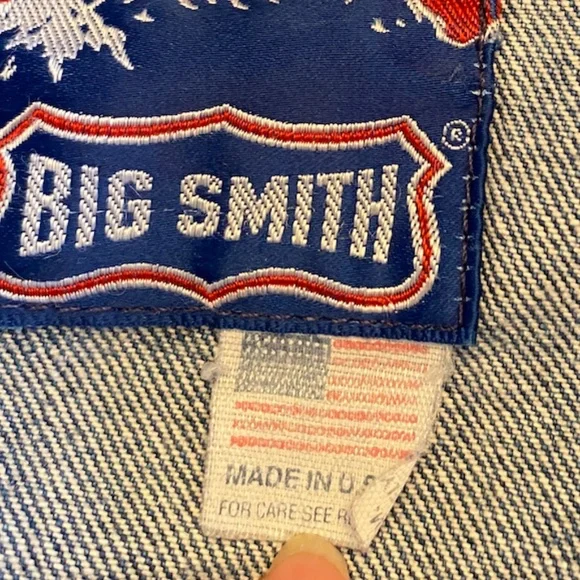 BIG SMITH ®
MADE IN U.S
FOR CARE SEE R